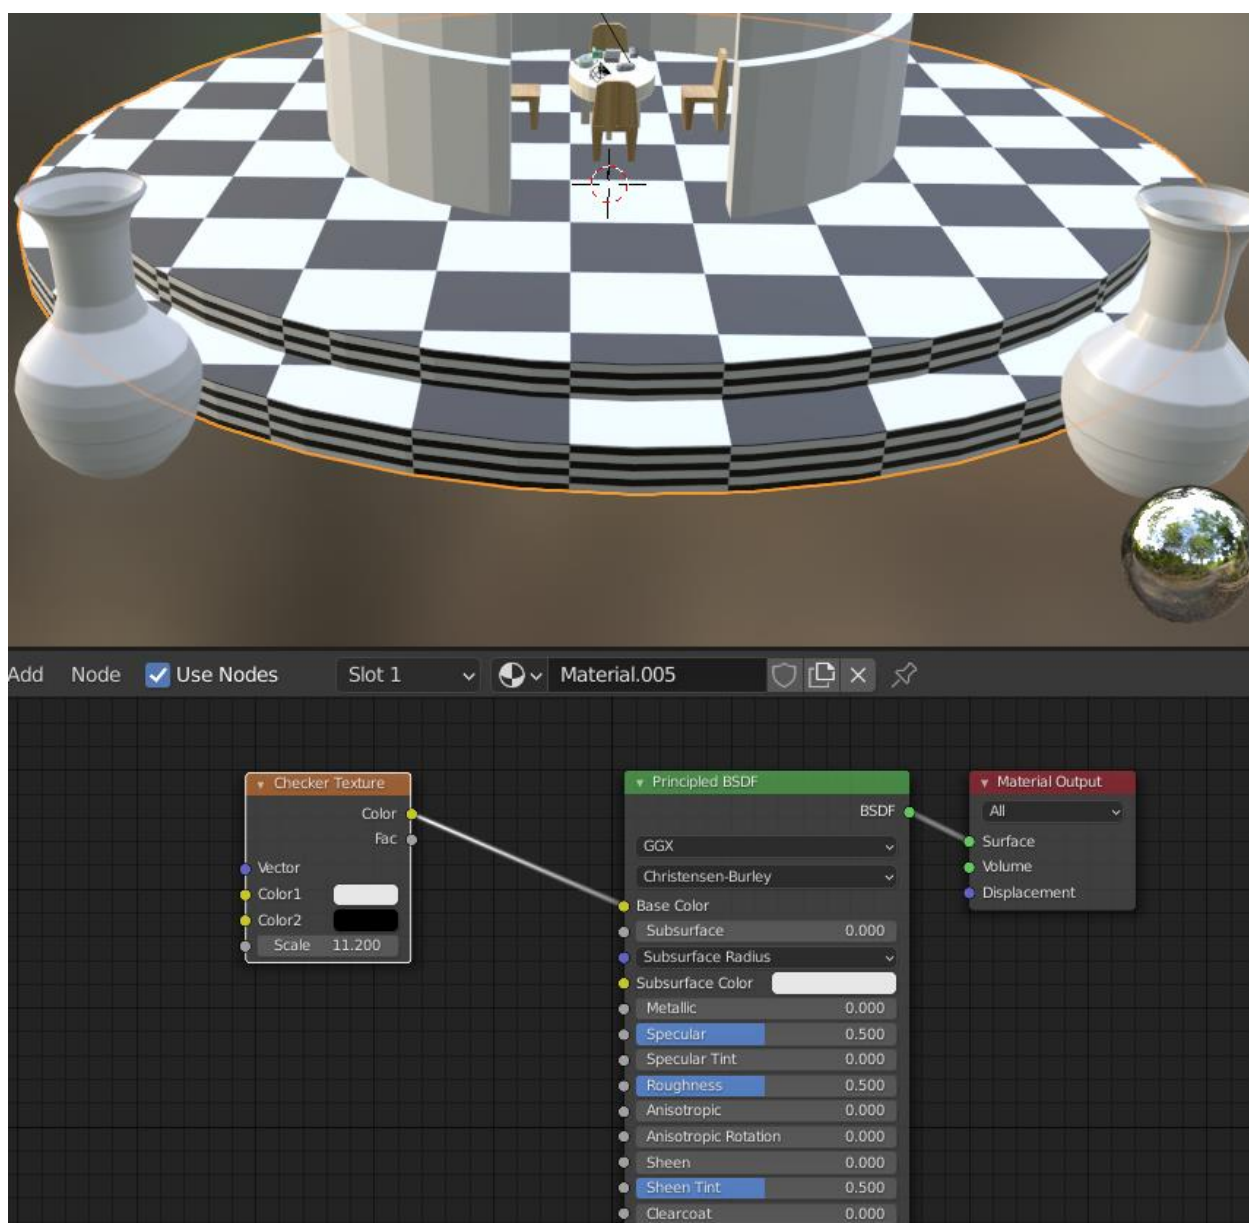 Add Node Use Nodes Slot 1 Material.005
Checker Texture
Color
Fac
Vector
Color1
Color2
Scale 11.200
Principled BSDF
BSDF
GGX
Christensen-Burley
Base Color
Subsurface 0.000
Subsurface Radius
Subsurface Color
Metallic 0.000
Specular 0.500
Specular Tint 0.000
Roughness 0.500
Anisotropic 0.000
Anisotropic Rotation 0.000
Sheen 0.000
Sheen Tint 0.500
Clearcoat 0.000
Material Output
All
Surface
Volume
Displacement